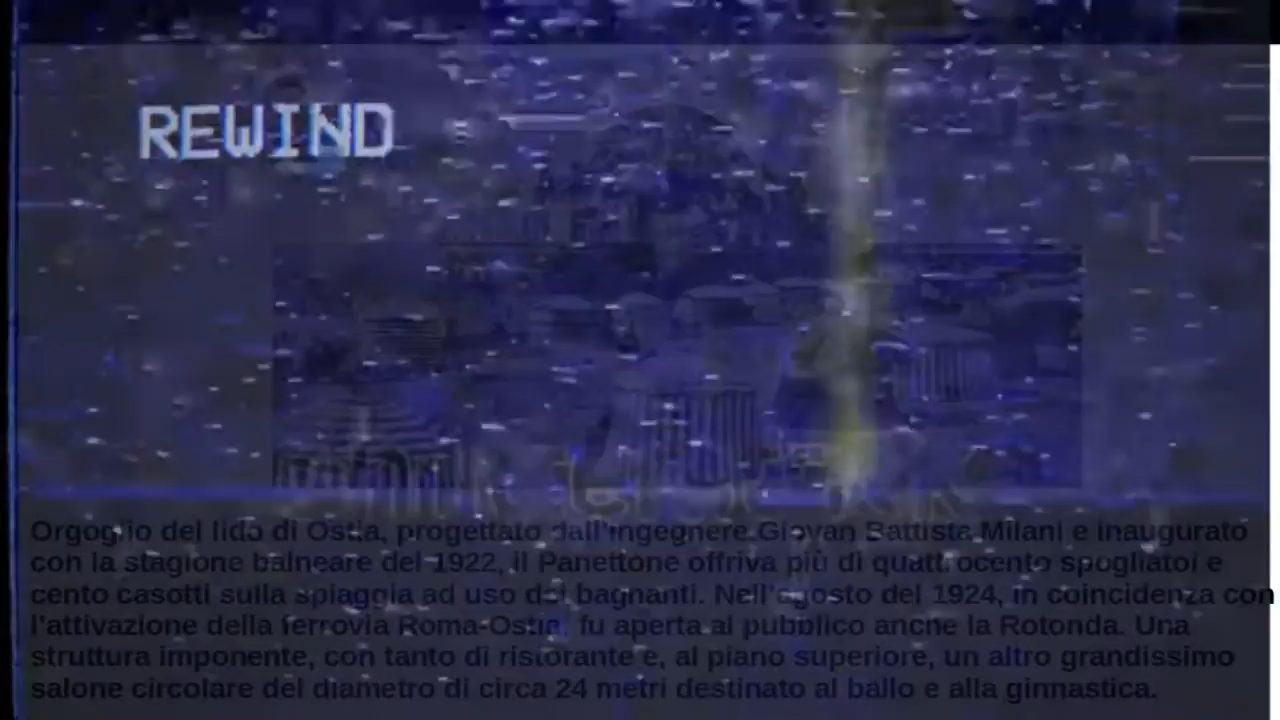 REWIND
Orgoglio del lido di Ostia, progettato dall'ingegnere Giovan Battista Milani e inaugurato
con la stagione balneare del 1922, il Panettone offriva più di quattrocento spogliatoi e
cento casotti sulla spiaggia ad uso dei bagnanti. Nell'agosto del 1924, in coincidenza con
l'attivazione della ferrovia Roma-Ostia, fu aperta al pubblico anche la Rotonda. Una
struttura imponente, con tanto di ristorante e, al piano superiore, un altro grandissimo
salone circolare del diametro di circa 24 metri destinato al ballo e alla ginnastica.